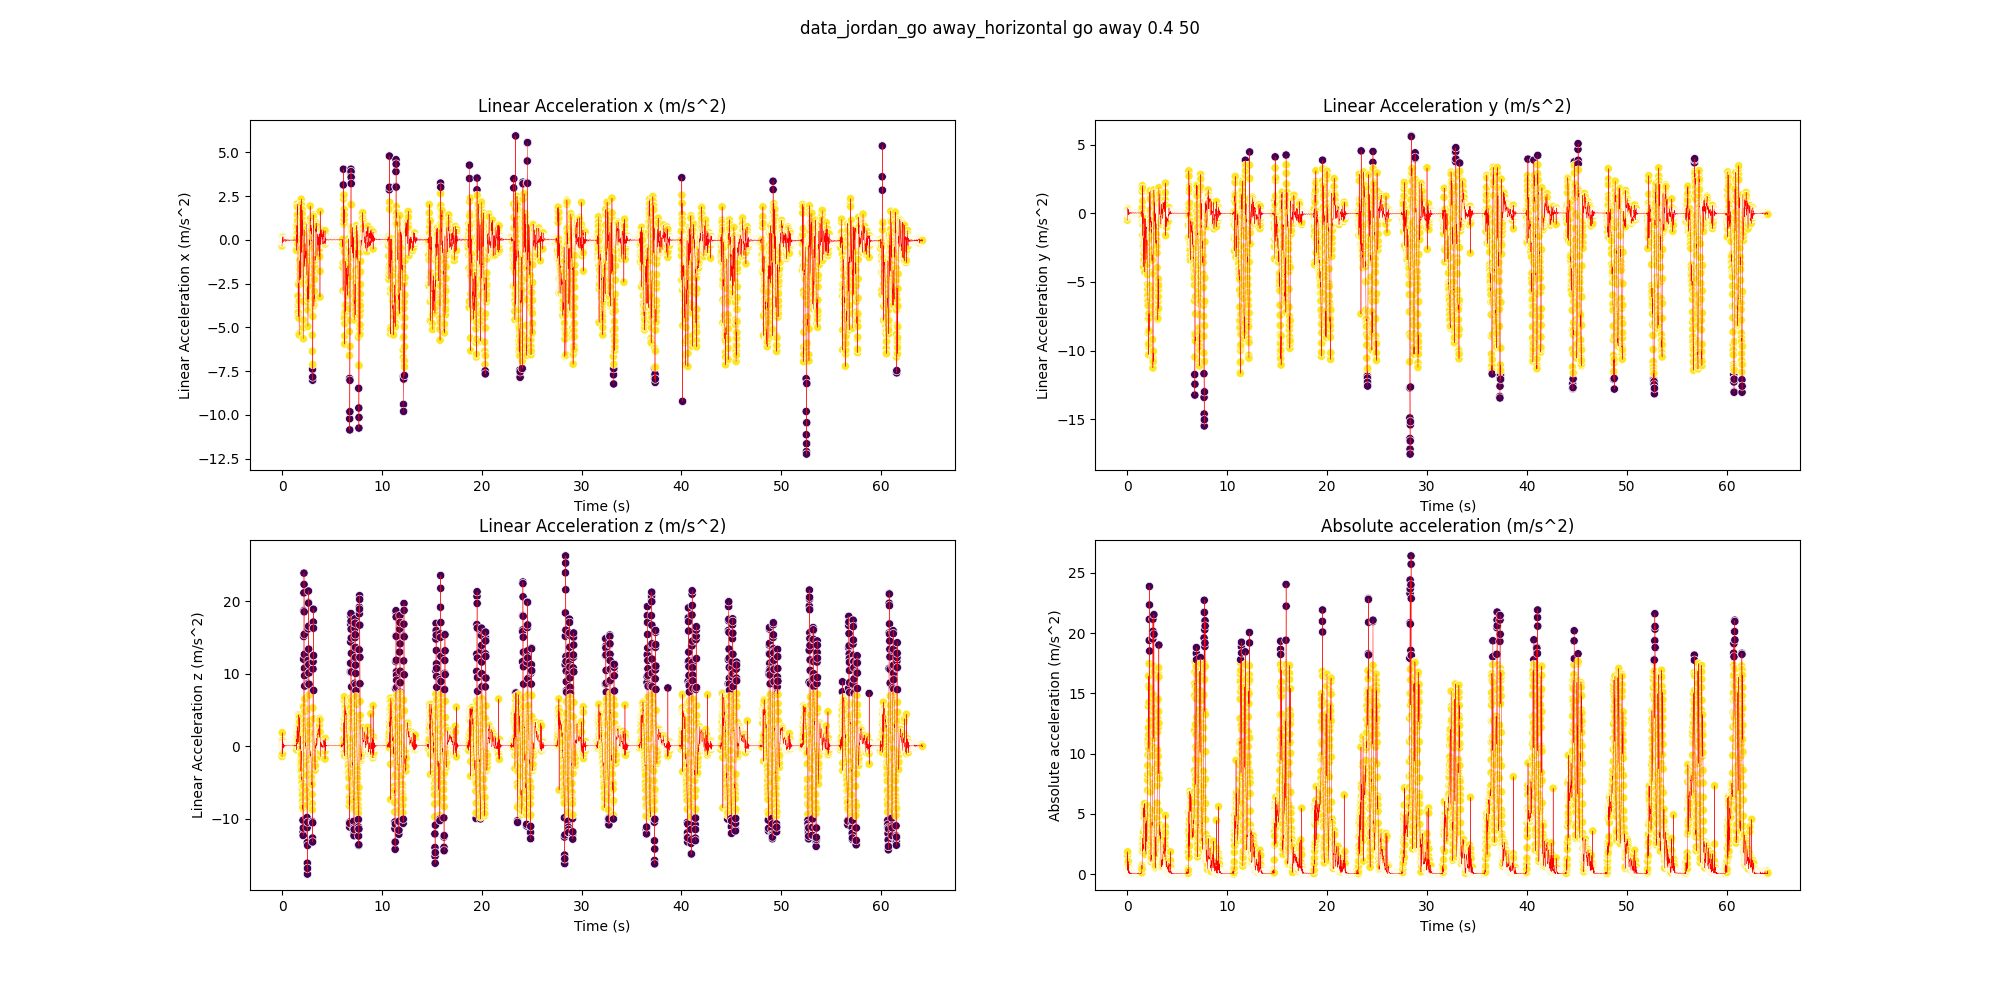 data_jordan_go away_horizontal go away 0.4 50
Linear Acceleration x (m/s^2)
Linear Acceleration x (m/s^2)
5.0
2.5
0.0
−2.5
−5.0
−7.5
−10.0
−12.5
0 10 20 30 40 50 60
Time (s)
Linear Acceleration y (m/s^2)
Linear Acceleration y (m/s^2)
5
0
−5
−10
−15
0 10 20 30 40 50 60
Time (s)
Linear Acceleration z (m/s^2)
Linear Acceleration z (m/s^2)
20
10
0
−10
0 10 20 30 40 50 60
Time (s)
Absolute acceleration (m/s^2)
Absolute acceleration (m/s^2)
25
20
15
10
5
0
0 10 20 30 40 50 60
Time (s)